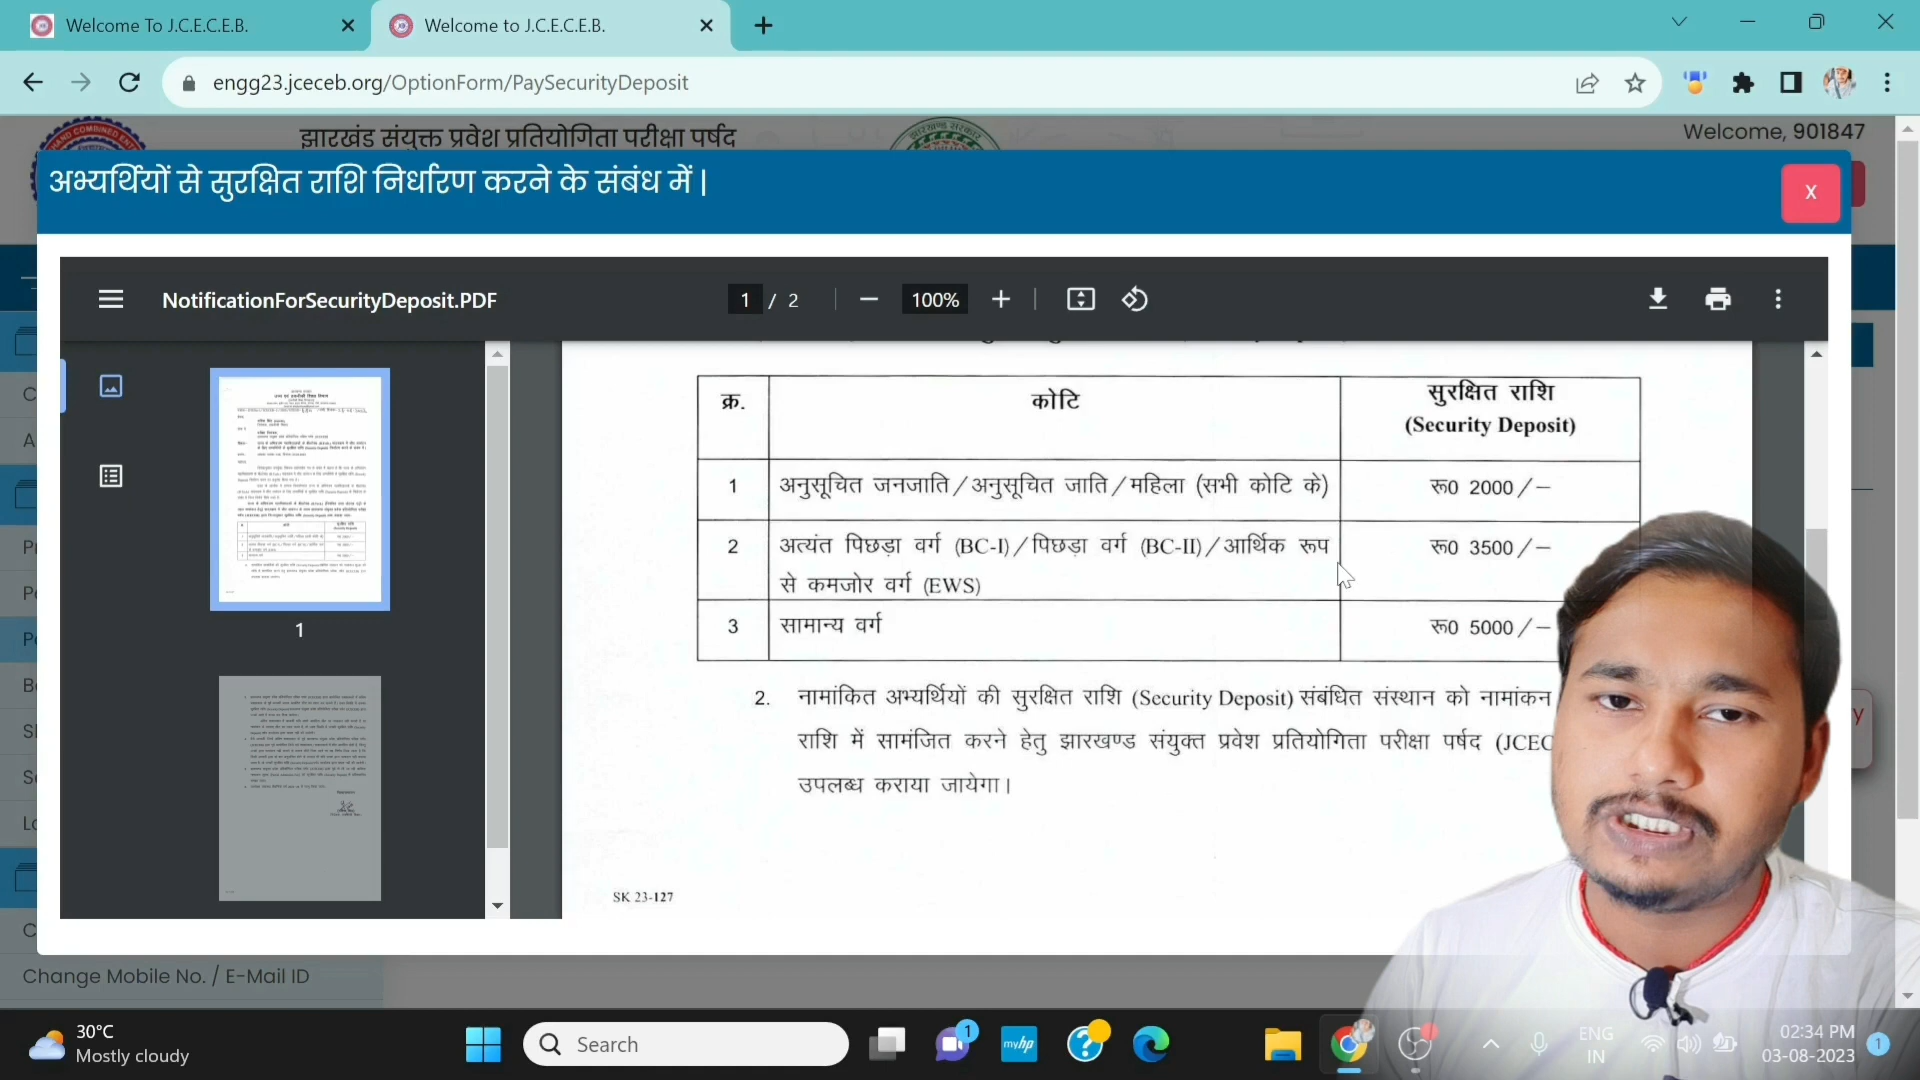 Welcome To J.C.E.C.E.B.
Welcome to J.C.E.C.E.B.
engg23.jceceb.org/OptionForm/PaySecurityDeposit
झारखंड संयुक्त प्रवेश प्रतियोगिता परीक्षा पर्षद
Welcome, 901847
अभ्यर्थियों से सुरक्षित राशि निर्धारण करने के संबंध में |
X
NotificationForSecurityDeposit.PDF
1 / 2
100%
क्र. कोटि सुरक्षित राशि
(Security Deposit)
1 अनुसूचित जनजाति/अनुसूचित जाति/महिला (सभी कोटि के) रू0 2000/–
2 अत्यंत पिछड़ा वर्ग (BC-I)/पिछड़ा वर्ग (BC-II)/आर्थिक रूप रू0 3500/–
से कमजोर वर्ग (EWS)
3 सामान्य वर्ग रू0 5000/–
1
2. नामांकित अभ्यर्थियों की सुरक्षित राशि (Security Deposit) संबंधित संस्थान को नामांकन
राशि में सामंजित करने हेतु झारखण्ड संयुक्त प्रवेश प्रतियोगिता परीक्षा पर्षद (JCEC
उपलब्ध कराया जायेगा।
SK 23-127
Change Mobile No. / E-Mail ID
30°C
Mostly cloudy
Search
1
myhp
ENG
IN
02:34 PM
03-08-2023
1